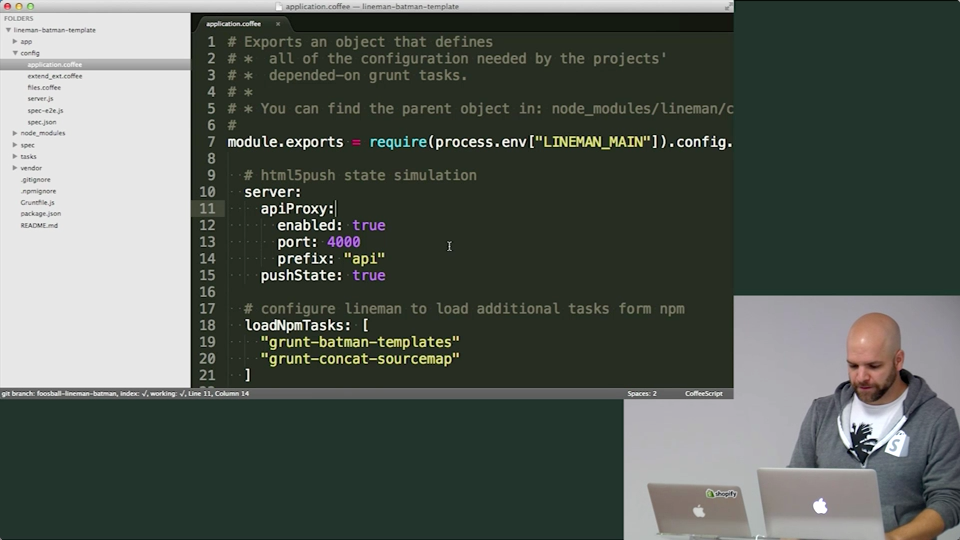 application.coffee — lineman-batman-template
FOLDERS
lineman-batman-template
app
config
application.coffee
extend_ext.coffee
files.coffee
server.js
spec-e2e.js
spec.json
node_modules
spec
tasks
vendor
.gitignore
.npmignore
Gruntfile.js
package.json
README.md
application.coffee ×
1 # Exports an object that defines
2 # * all of the configuration needed by the projects'
3 # * depended-on grunt tasks.
4 # *
5 # * You can find the parent object in: node_modules/lineman/c
6 #
7 module.exports = require(process.env["LINEMAN_MAIN"]).config.
8
9 # html5push state simulation
10 server:
11 apiProxy:
12 enabled: true
13 port: 4000
14 prefix: "api"
15 pushState: true
16
17 # configure lineman to load additional tasks form npm
18 loadNpmTasks: [
19 "grunt-batman-templates"
20 "grunt-concat-sourcemap"
21 ]
git branch: foosball-lineman-batman, index: ✓, working: ✓, Line 11, Column 14
Spaces: 2
CoffeeScript
shopify